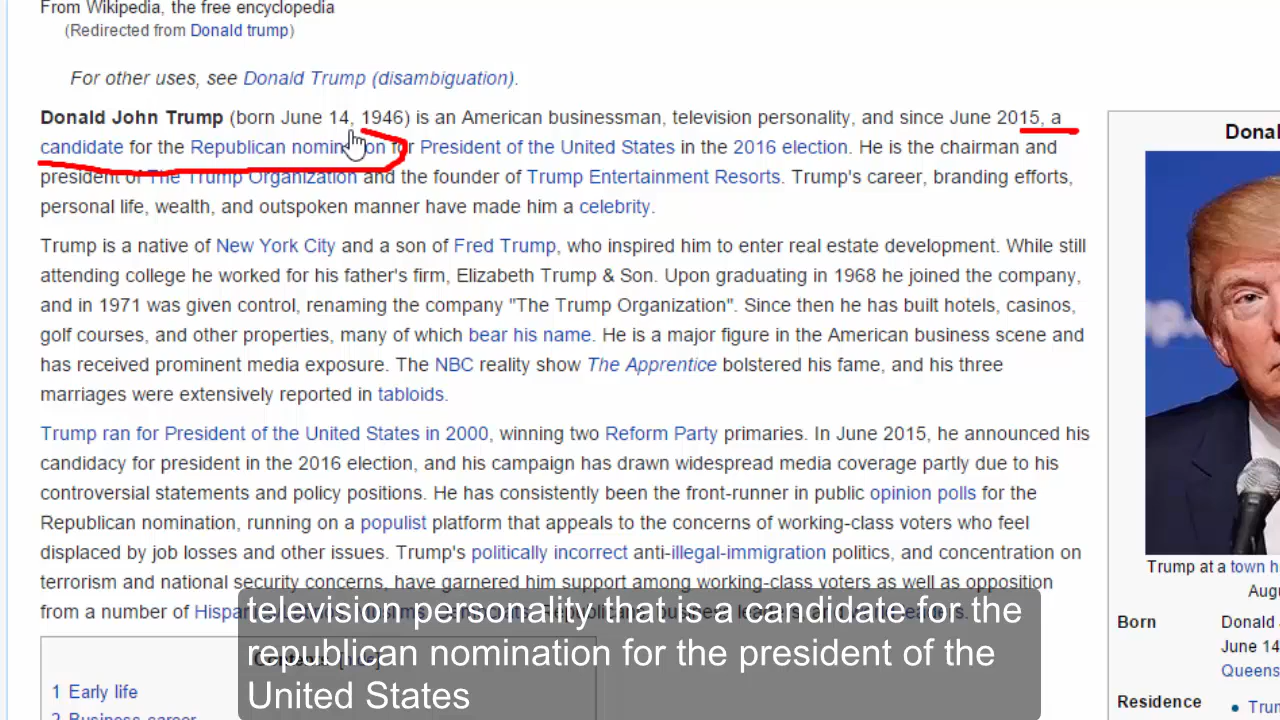 From Wikipedia, the free encyclopedia
(Redirected from Donald trump)
For other uses, see Donald Trump (disambiguation).
Donald John Trump (born June 14, 1946) is an American businessman, television personality, and since June 2015, a
candidate for the Republican nomination for President of the United States in the 2016 election. He is the chairman and
president of The Trump Organization and the founder of Trump Entertainment Resorts. Trump's career, branding efforts,
personal life, wealth, and outspoken manner have made him a celebrity.
Trump is a native of New York City and a son of Fred Trump, who inspired him to enter real estate development. While still
attending college he worked for his father's firm, Elizabeth Trump & Son. Upon graduating in 1968 he joined the company,
and in 1971 was given control, renaming the company "The Trump Organization". Since then he has built hotels, casinos,
golf courses, and other properties, many of which bear his name. He is a major figure in the American business scene and
has received prominent media exposure. The NBC reality show The Apprentice bolstered his fame, and his three
marriages were extensively reported in tabloids.
Trump ran for President of the United States in 2000, winning two Reform Party primaries. In June 2015, he announced his
candidacy for president in the 2016 election, and his campaign has drawn widespread media coverage partly due to his
controversial statements and policy positions. He has consistently been the front-runner in public opinion polls for the
Republican nomination, running on a populist platform that appeals to the concerns of working-class voters who feel
displaced by job losses and other issues. Trump's politically incorrect anti-illegal-immigration politics, and concentration on
terrorism and national security concerns, have garnered him support among working-class voters as well as opposition
from a number of
television personality that is a candidate for the
republican nomination for the president of the
United States
1 Early life
2 Business career
Donal
Trump at a town h
Augu
Born Donald
June 14
Queens
Residence • Trum